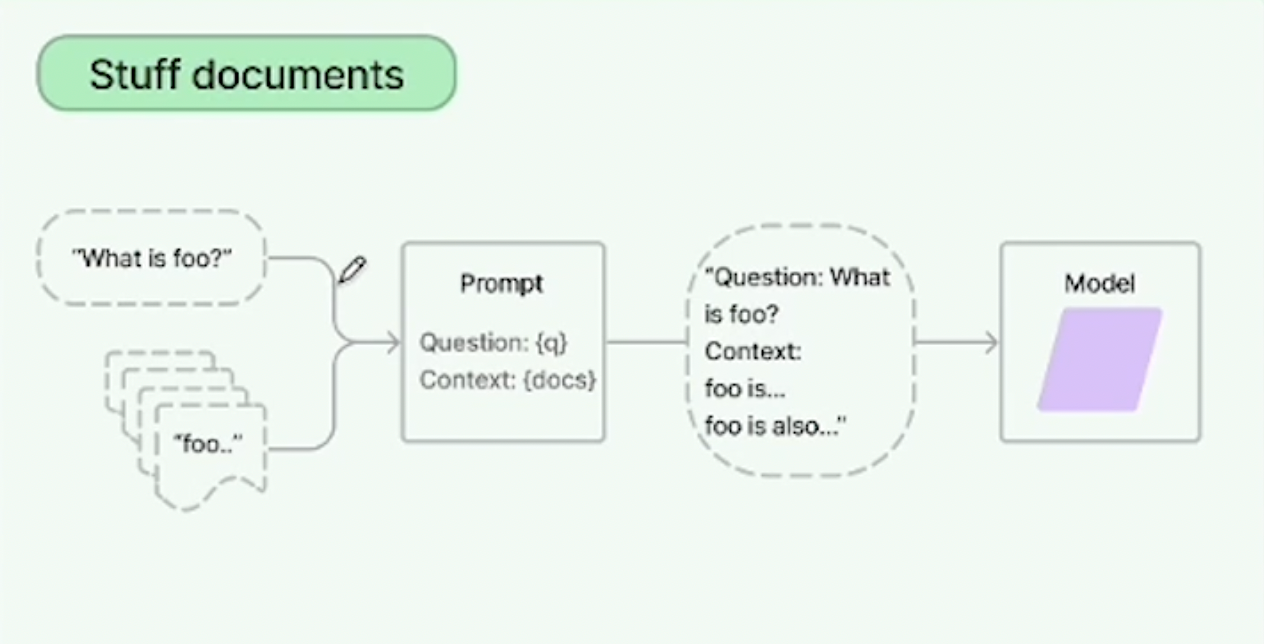 Stuff documents
"What is foo?"
"foo.."
Prompt
Question: {q}
Context: {docs}
"Question: What
is foo?
Context:
foo is...
foo is also..."
Model